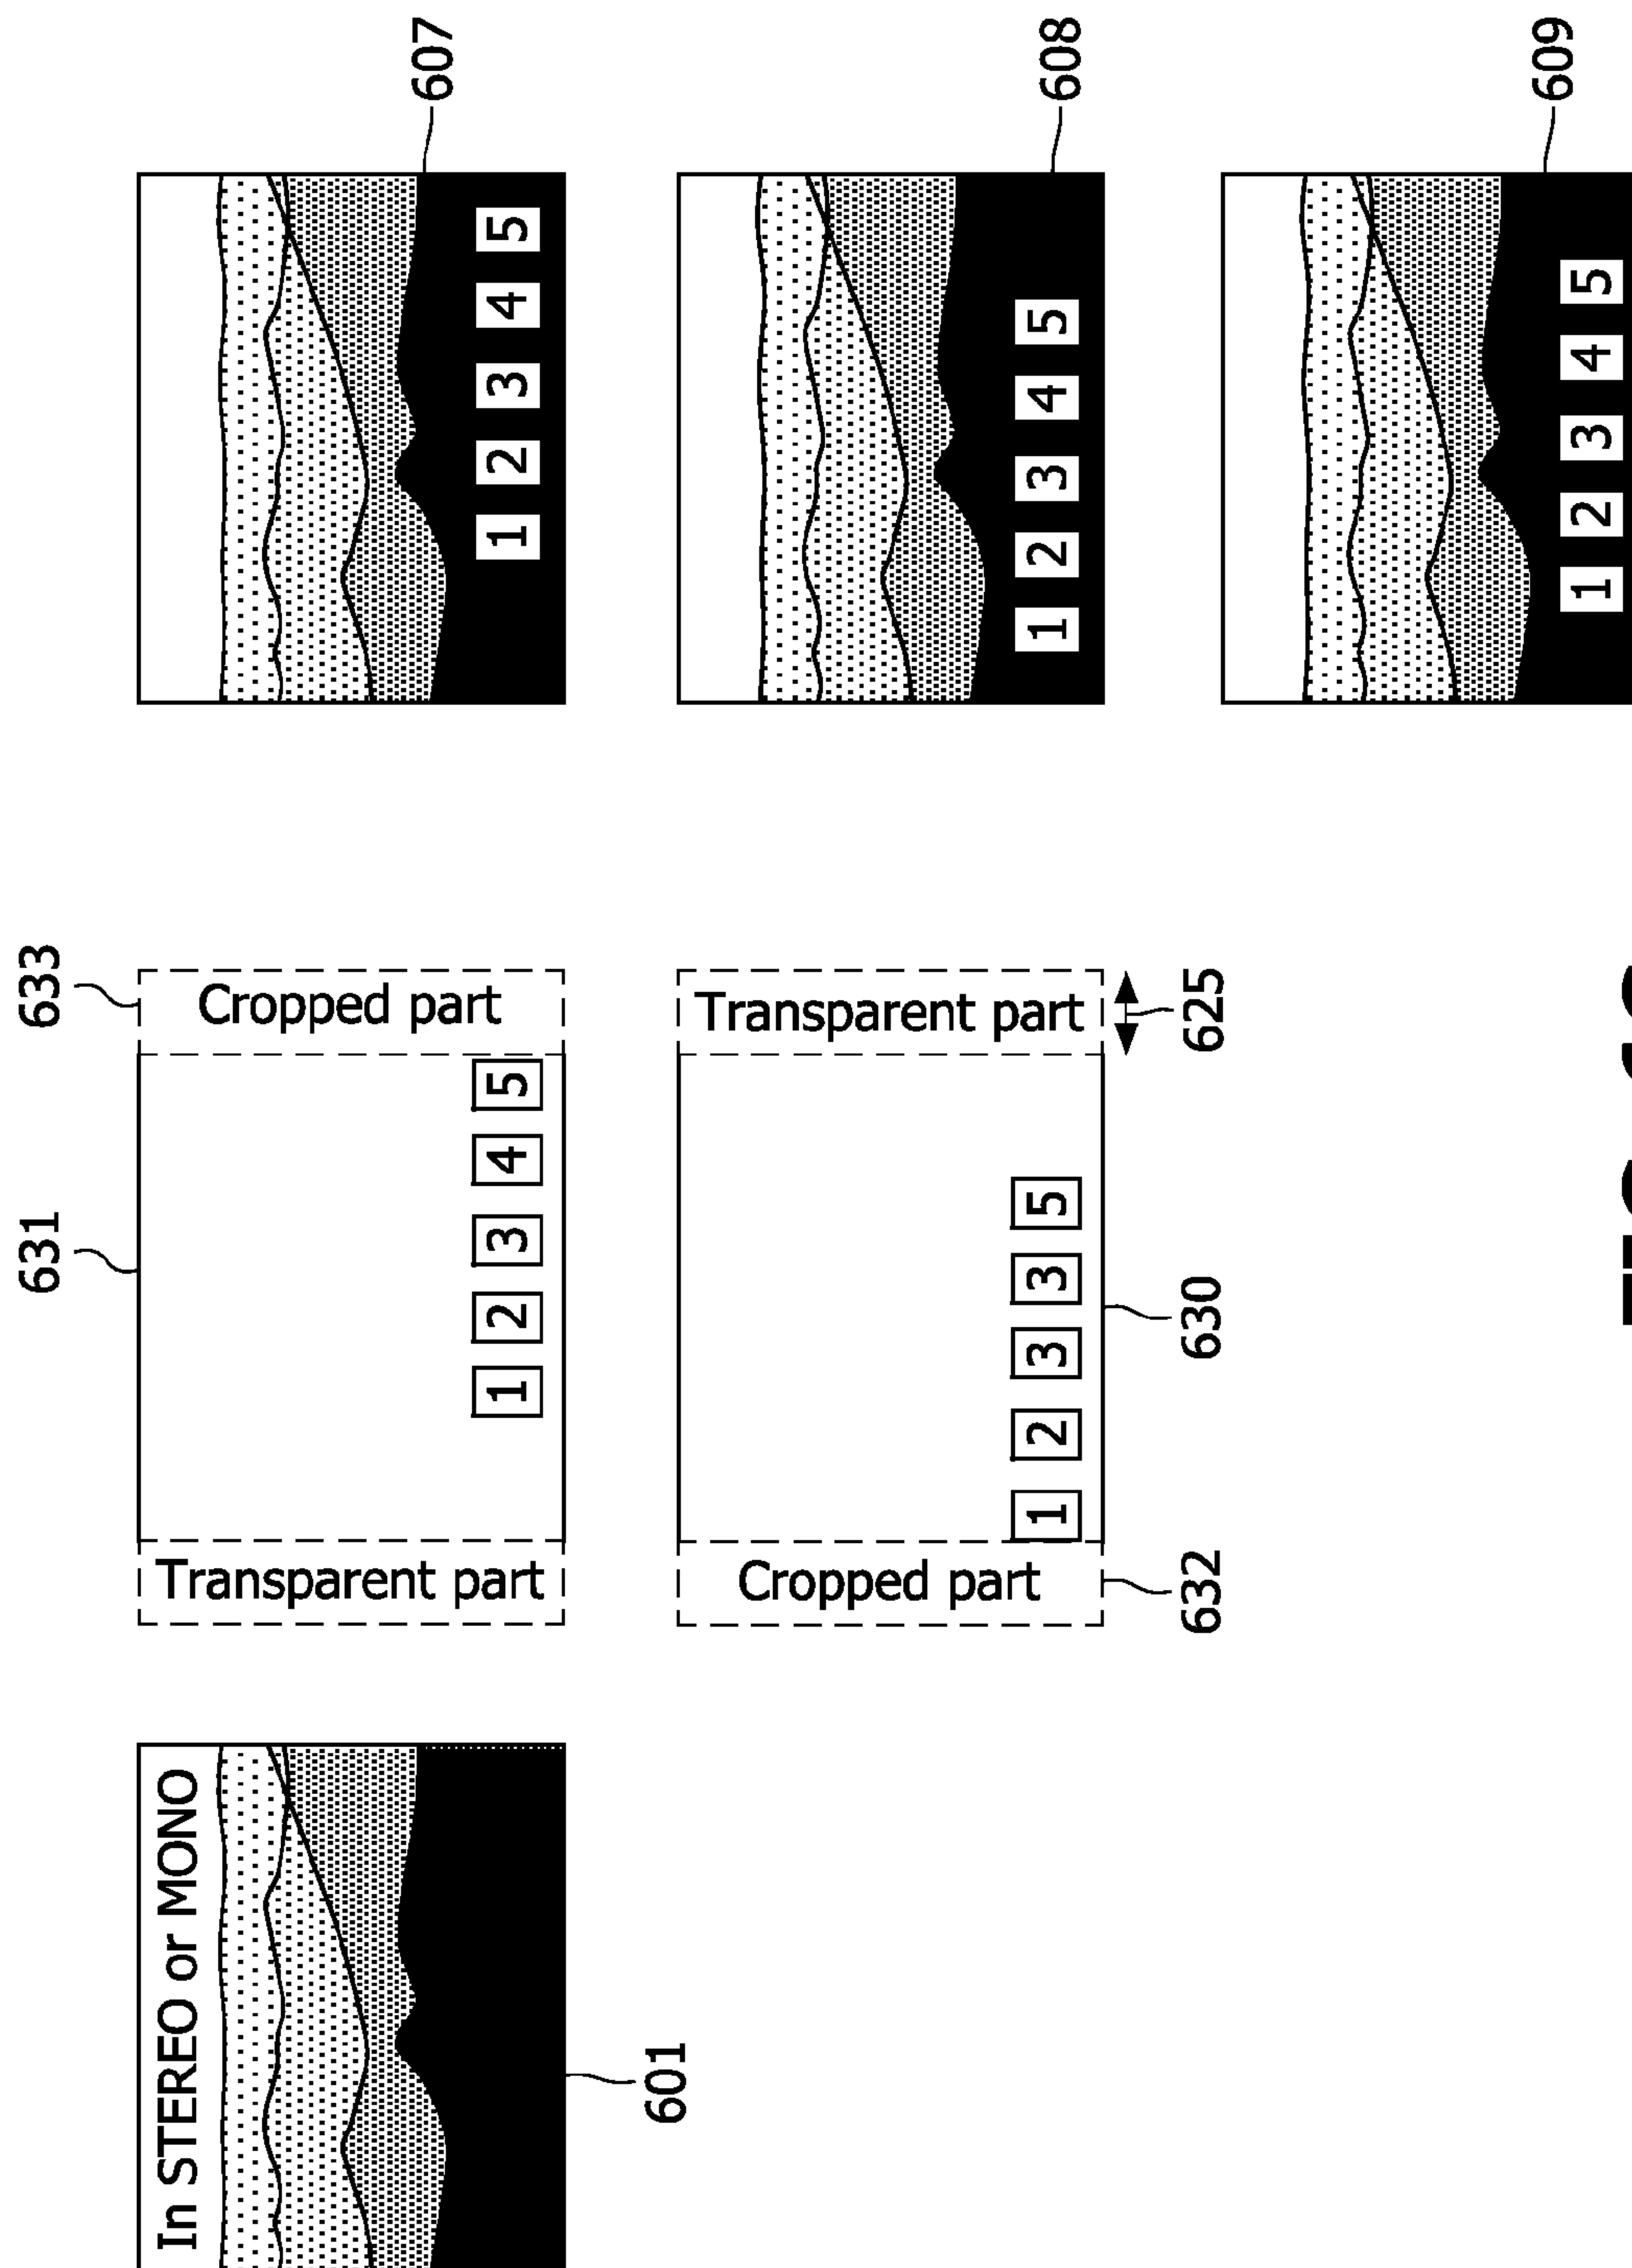 In STEREO or MONO
601
631
633
Transparent part
Cropped part
1 2 3 4 5
Cropped part
Transparent part
1 2 3 3 5
632
630
625
607
1 2 3 4 5
608
1 2 3 4 5
609
1 2 3 4 5